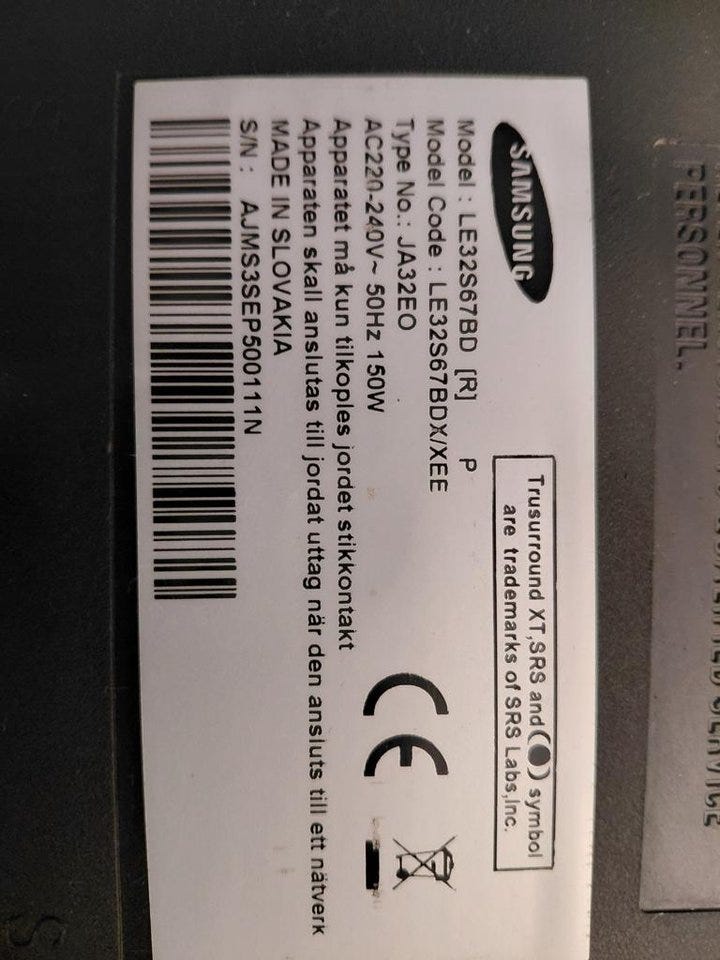 SAMSUNG
Trusurround XT,SRS and (●) symbol
are trademarks of SRS Labs,Inc.
Model : LE32S67BD [R] P
Model Code : LE32S67BDX/XEE
Type No.: JA32EO
AC220-240V~ 50Hz 150W
Apparatet må kun tilkoples jordet stikkontakt
Apparaten skall anslutas till jordat uttag när den ansluts till ett nätverk
MADE IN SLOVAKIA
S/N : AJMS3SEP500111N
CE
PERSONNEL.
SERVICE
S